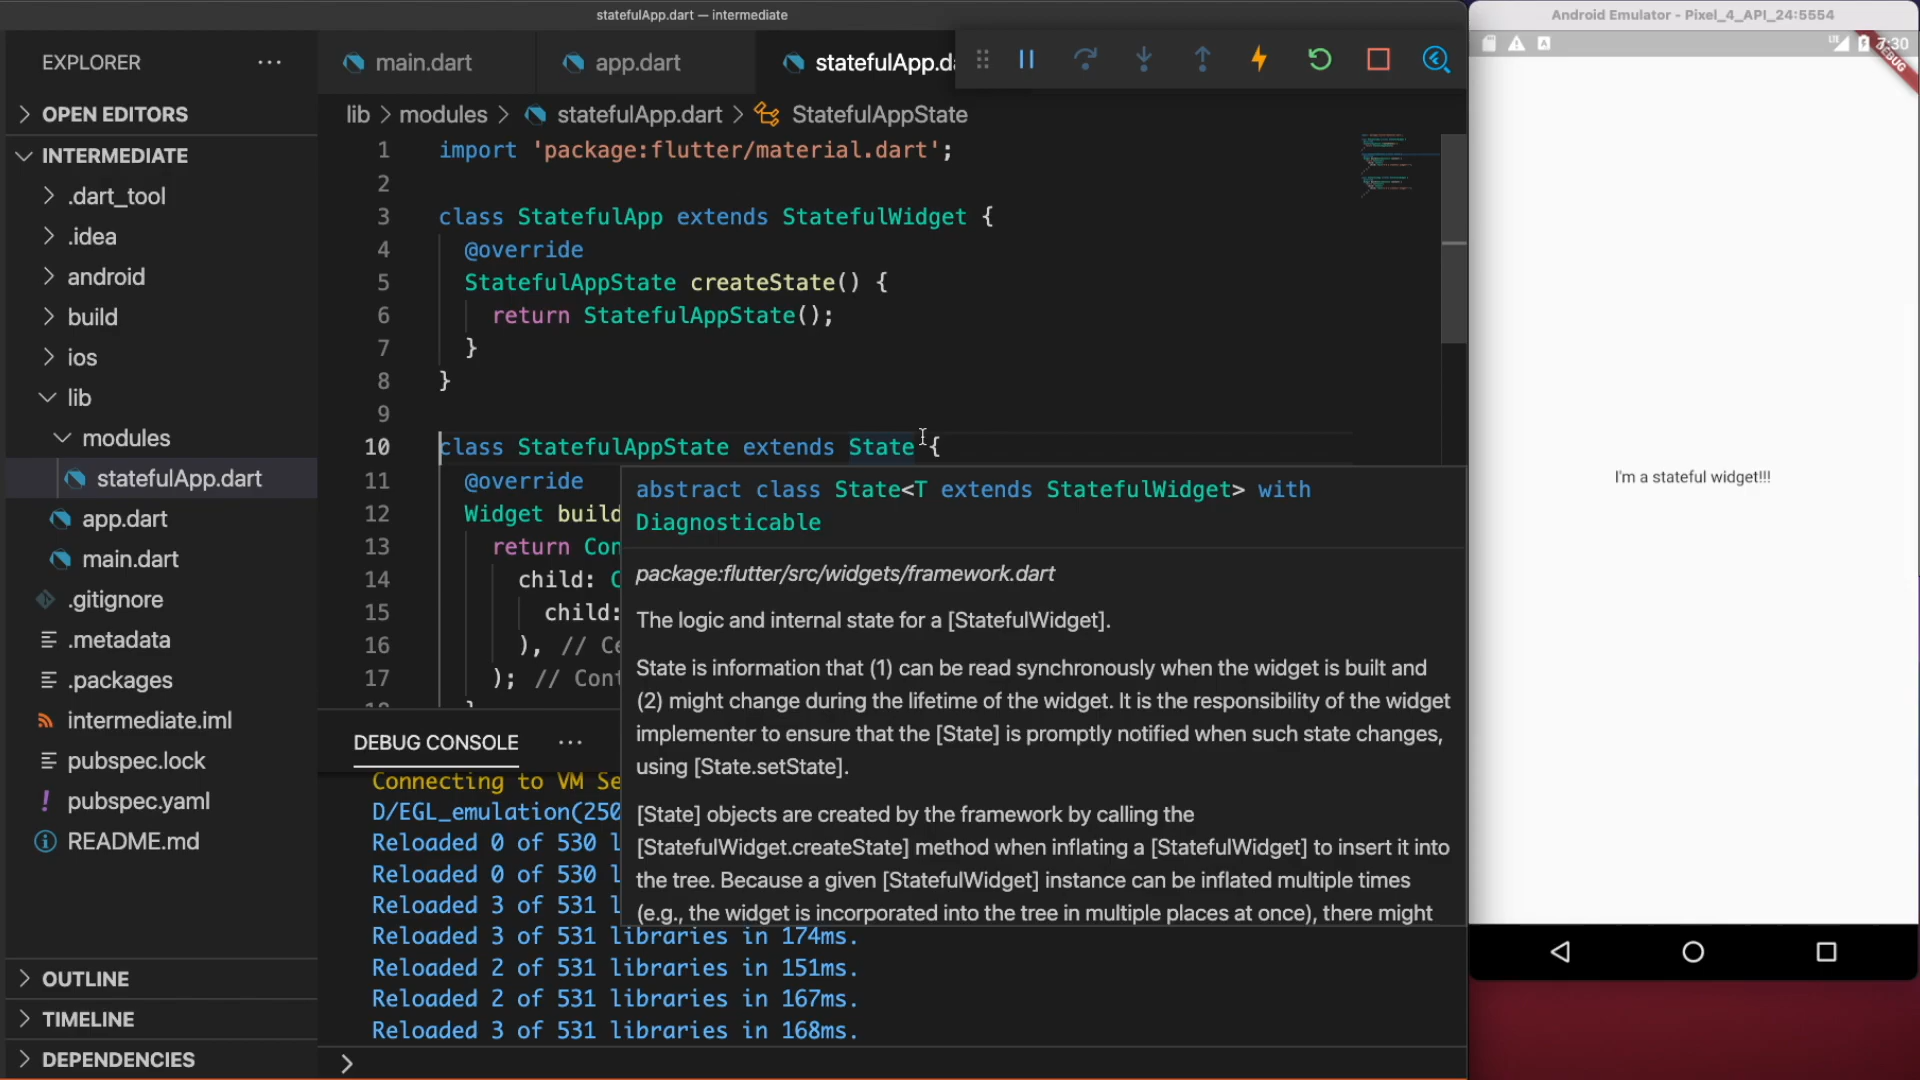 statefulApp.dart — intermediate
EXPLORER
OPEN EDITORS
INTERMEDIATE
.dart_tool
.idea
android
build
ios
lib
modules
statefulApp.dart
app.dart
main.dart
.gitignore
.metadata
.packages
intermediate.iml
pubspec.lock
pubspec.yaml
README.md
OUTLINE
TIMELINE
DEPENDENCIES
main.dart
app.dart
statefulApp.da
lib > modules > statefulApp.dart > StatefulAppState
1 import 'package:flutter/material.dart';
2
3 class StatefulApp extends StatefulWidget {
4 @override
5 StatefulAppState createState() {
6 return StatefulAppState();
7 }
8 }
9
10 class StatefulAppState extends State {
11 @override
12 Widget build
13 return Con
14 child: C
15 child:
16 ), // Ce
17 ); // Cont
18 }
abstract class State<T extends StatefulWidget> with
Diagnosticable
package:flutter/src/widgets/framework.dart
The logic and internal state for a [StatefulWidget].
State is information that (1) can be read synchronously when the widget is built and
(2) might change during the lifetime of the widget. It is the responsibility of the widget
implementer to ensure that the [State] is promptly notified when such state changes,
using [State.setState].
[State] objects are created by the framework by calling the
[StatefulWidget.createState] method when inflating a [StatefulWidget] to insert it into
the tree. Because a given [StatefulWidget] instance can be inflated multiple times
(e.g., the widget is incorporated into the tree in multiple places at once), there might
DEBUG CONSOLE
Connecting to VM Se
D/EGL_emulation(250
Reloaded 0 of 530 l
Reloaded 0 of 530 l
Reloaded 3 of 531 l
Reloaded 3 of 531 libraries in 174ms.
Reloaded 2 of 531 libraries in 151ms.
Reloaded 2 of 531 libraries in 167ms.
Reloaded 3 of 531 libraries in 168ms.
>
Android Emulator - Pixel_4_API_24:5554
LTE
7:30
DEBUG
I'm a stateful widget!!!